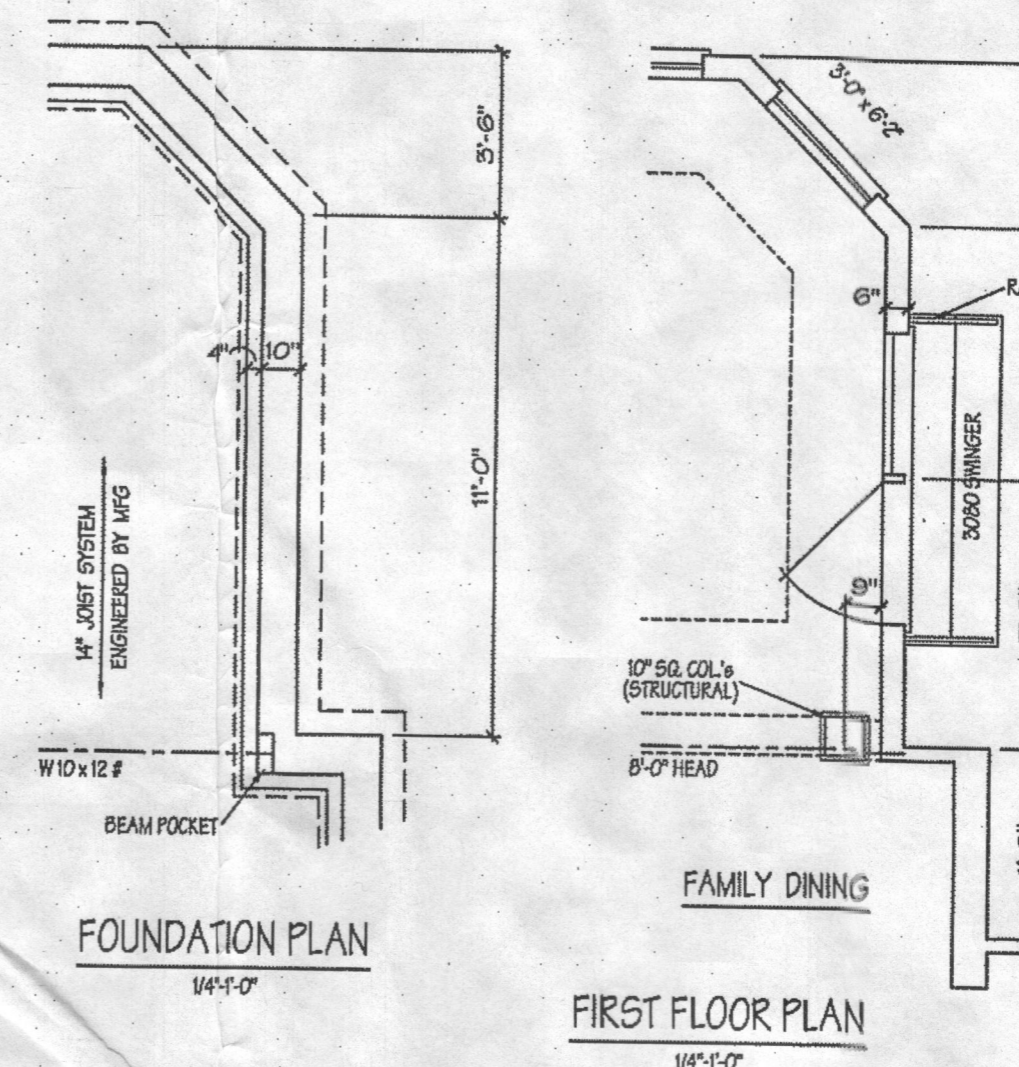 3'-6"
4"
10"
11'-0"
14" JOIST SYSTEM
ENGINEERED BY MFG
W 10 x 12 #
BEAM POCKET
FOUNDATION PLAN
1/4"-1'-0"
3'-0" x 6'-2"
6"
3080 SWINGER
9"
10" SQ. COL.'s
(STRUCTURAL)
8'-0" HEAD
FAMILY DINING
FIRST FLOOR PLAN
1/4"-1'-0"